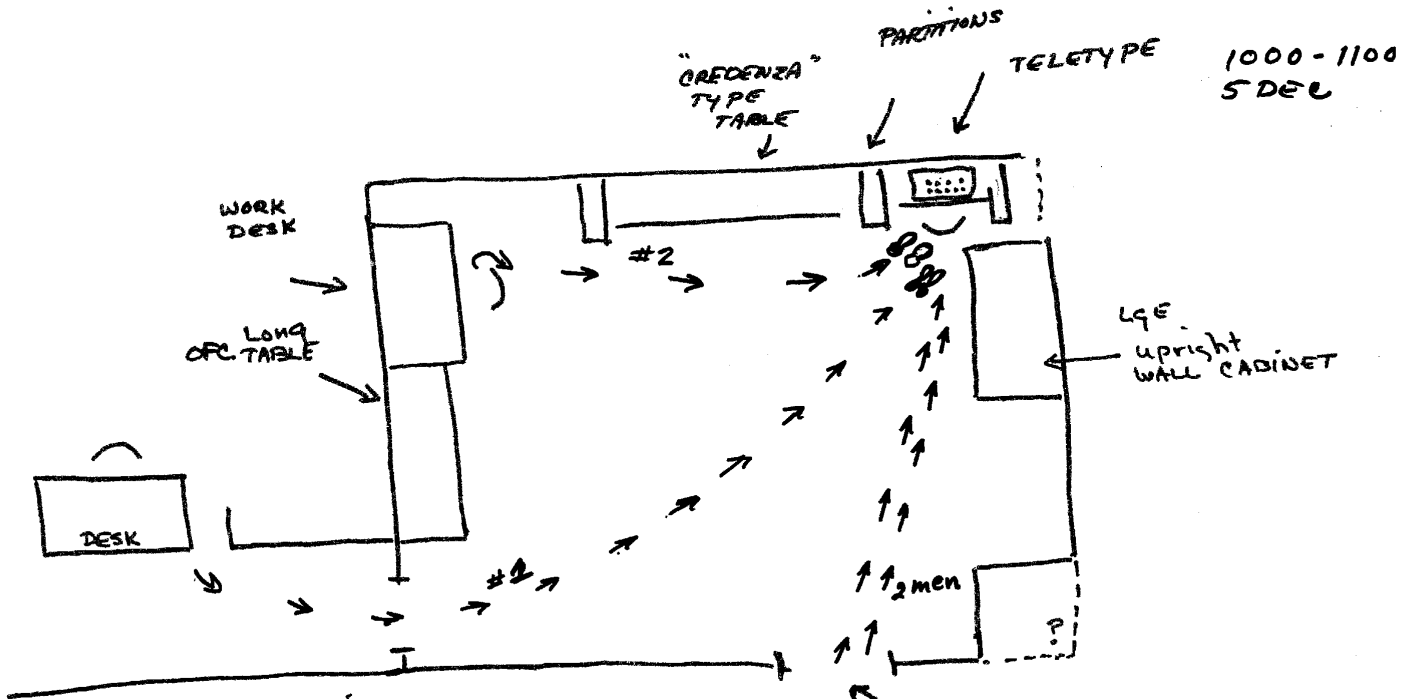 PARTITIONS
"CREDENZA"
TYPE
TABLE
TELETYPE
1000-1100
5 DEC
WORK
DESK
#2
Long
OFC. TABLE
LGE
upright
WALL CABINET
DESK
#1
2 men
?